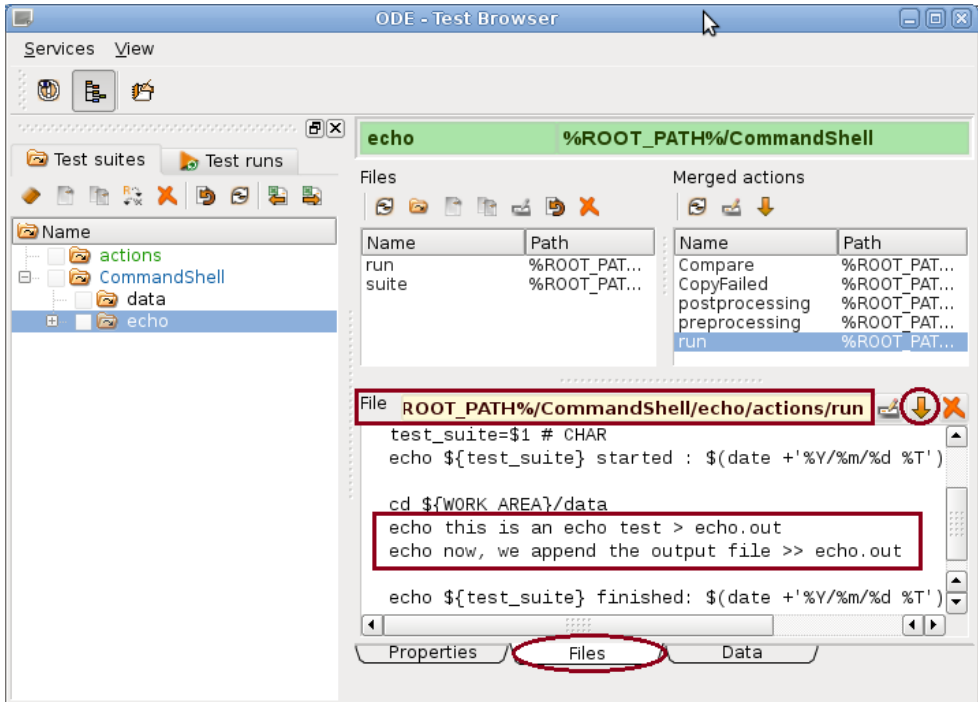 ODE - Test Browser
Services View
Test suites Test runs
Name
actions
CommandShell
data
echo
echo %ROOT_PATH%/CommandShell
Files
Name Path
run %ROOT_PAT...
suite %ROOT_PAT...
Merged actions
Name Path
Compare %ROOT_PAT...
CopyFailed %ROOT_PAT...
postprocessing %ROOT_PAT...
preprocessing %ROOT_PAT...
run %ROOT_PAT...
File ROOT_PATH%/CommandShell/echo/actions/run
test_suite=$1 # CHAR
echo ${test_suite} started : $(date +'%Y/%m/%d %T')
cd ${WORK_AREA}/data
echo this is an echo test > echo.out
echo now, we append the output file >> echo.out
echo ${test_suite} finished: $(date +'%Y/%m/%d %T')
Properties Files Data